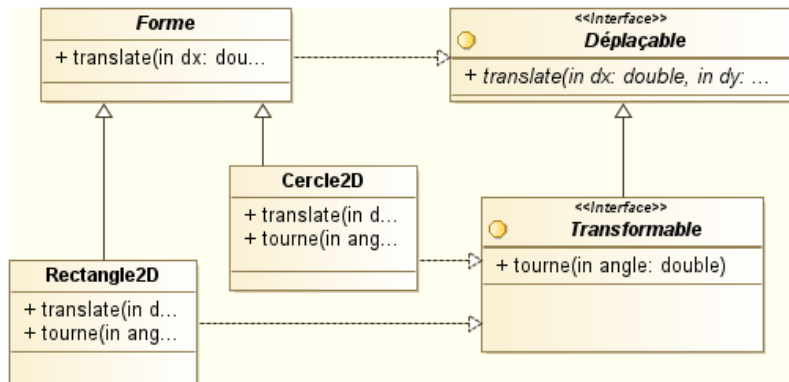 Forme
+ translate(in dx: dou...
<<Interface>>
Déplaçable
+ translate(in dx: double, in dy: ...
Cercle2D
+ translate(in d...
+ tourne(in ang...
<<Interface>>
Transformable
+ tourne(in angle: double)
Rectangle2D
+ translate(in d...
+ tourne(in ang...